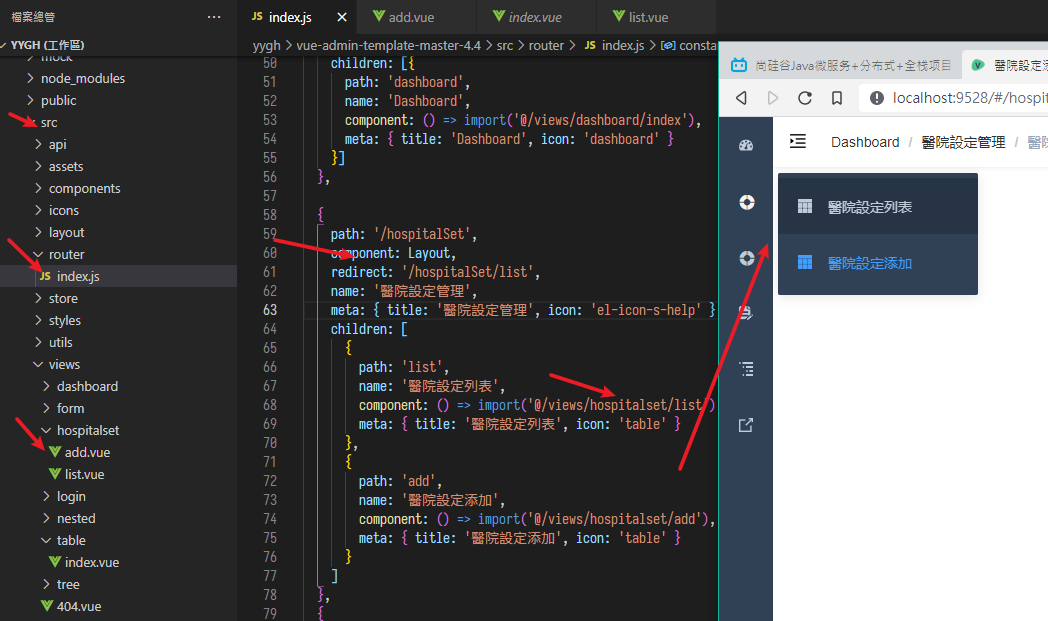 檔案總管
YYGH (工作區)
mock
node_modules
public
src
api
assets
components
icons
layout
router
JS index.js
store
styles
utils
views
dashboard
form
hospitalset
add.vue
list.vue
login
nested
table
index.vue
tree
404.vue
JS index.js
add.vue
index.vue
list.vue
yygh > vue-admin-template-master-4.4 > src > router > JS index.js > consta
50 children: [{
51 path: 'dashboard',
52 name: 'Dashboard',
53 component: () => import('@/views/dashboard/index'),
54 meta: { title: 'Dashboard', icon: 'dashboard' }
55 }]
56 },
57
58 {
59 path: '/hospitalSet',
60 component: Layout,
61 redirect: '/hospitalSet/list',
62 name: '醫院設定管理',
63 meta: { title: '醫院設定管理', icon: 'el-icon-s-help' }
64 children: [
65 {
66 path: 'list',
67 name: '醫院設定列表',
68 component: () => import('@/views/hospitalset/list')
69 meta: { title: '醫院設定列表', icon: 'table' }
70 },
71 {
72 path: 'add',
73 name: '醫院設定添加',
74 component: () => import('@/views/hospitalset/add'),
75 meta: { title: '醫院設定添加', icon: 'table' }
76 }
77 ]
78 },
79 {
尚硅谷Java微服务+分布式+全栈项目
醫院設定添
localhost:9528/#/hospit
Dashboard / 醫院設定管理 / 醫院
醫院設定列表
醫院設定添加